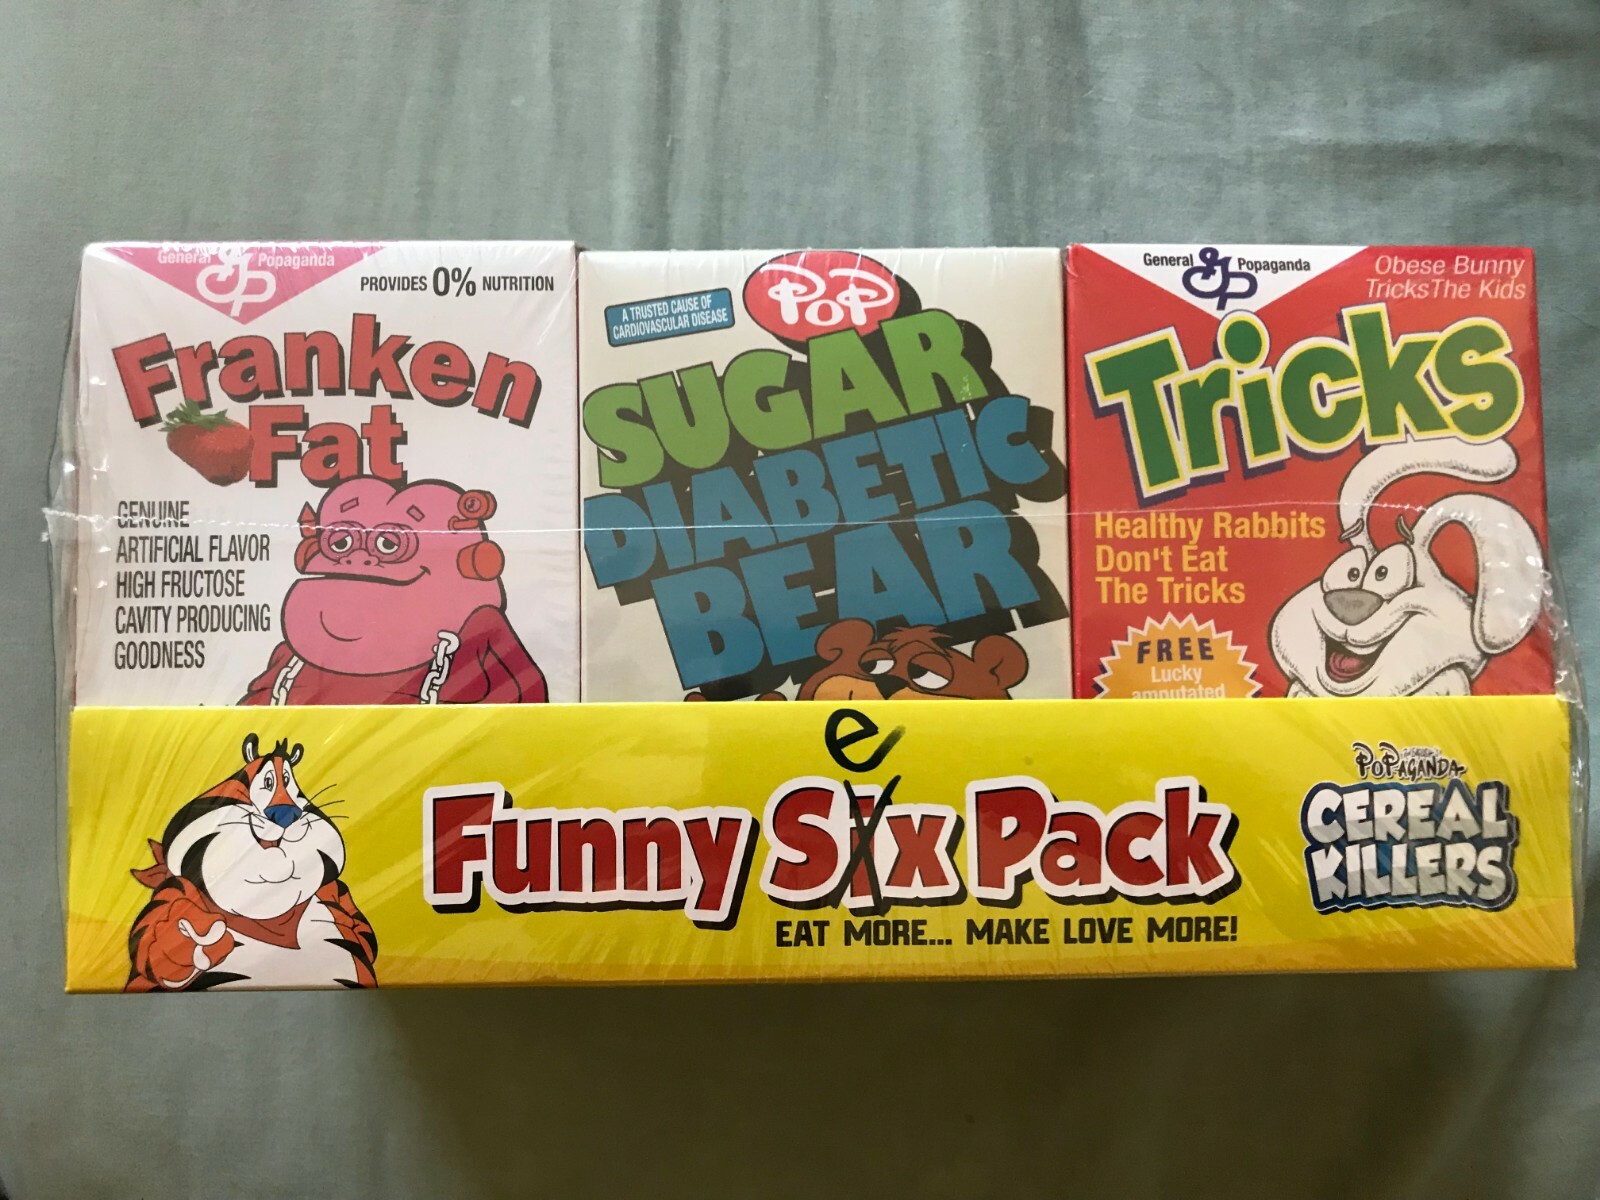 General Popaganda
PROVIDES 0% NUTRITION
Franken
Fat
GENUINE
ARTIFICIAL FLAVOR
HIGH FRUCTOSE
CAVITY PRODUCING
GOODNESS
A TRUSTED CAUSE OF
CARDIOVASCULAR DISEASE
POP
SUGAR
DIABETIC
BEAR
General Popaganda
Obese Bunny
TricksThe Kids
Tricks
Healthy Rabbits
Don't Eat
The Tricks
FREE
Lucky
amputated
e
Funny Six Pack
EAT MORE... MAKE LOVE MORE!
POPAGANDA
CEREAL
KILLERS